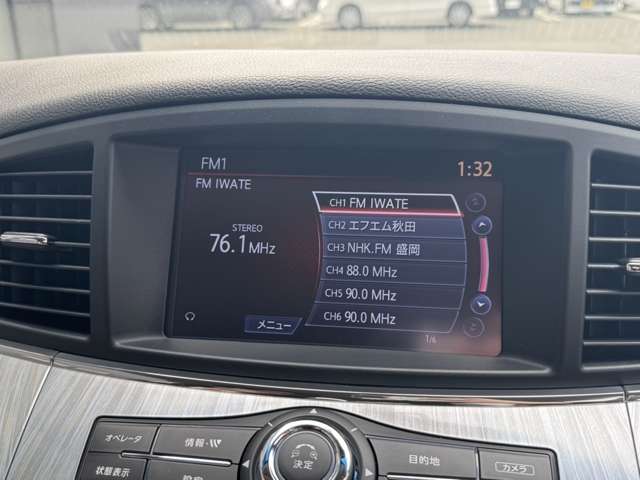 FM1
1:32
FM IWATE
STEREO
76.1MHz
CH1 FM IWATE
CH2 エフエム秋田
CH3 NHK.FM 盛岡
CH4 88.0 MHz
CH5 90.0 MHz
CH6 90.0 MHz
メニュー
1/6
オペレータ
情報・VV
目的地
カメラ
状態表示
設定
決定